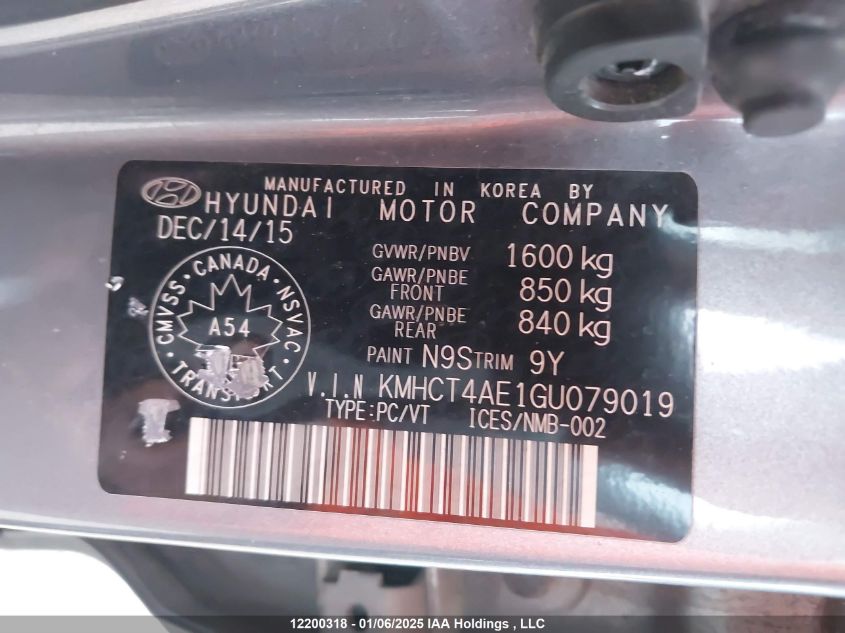 MANUFACTURED IN KOREA BY
HYUNDAI MOTOR COMPANY
DEC/14/15
GVWR/PNBV 1600 kg
GAWR/PNBE FRONT 850 kg
GAWR/PNBE REAR 840 kg
PAINT N9S TRIM 9Y
CANADA · NSVAC · TRANSPORT · CMVSS ·
A54
V.I.N KMHCT4AE1GU079019
TYPE:PC/VT ICES/NMB-002
12200318 - 01/06/2025 IAA Holdings , LLC